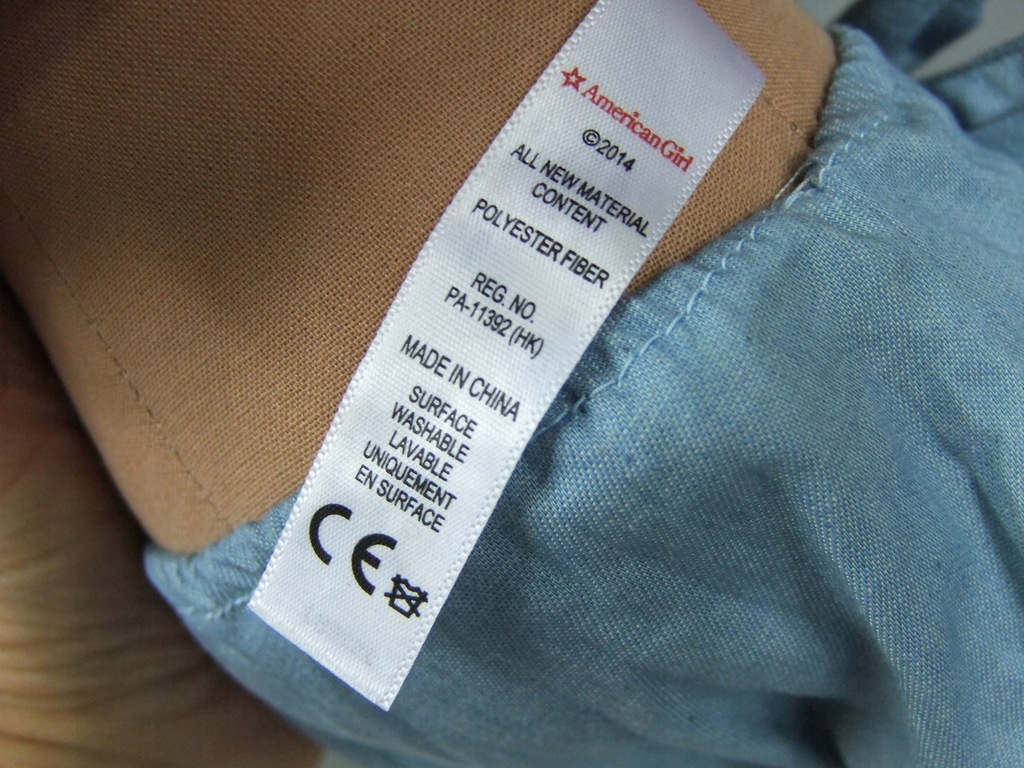 AmericanGirl
©2014
ALL NEW MATERIAL
CONTENT
POLYESTER FIBER
REG. NO.
PA-11392 (HK)
MADE IN CHINA
SURFACE
WASHABLE
LAVABLE
UNIQUEMENT
EN SURFACE
CE